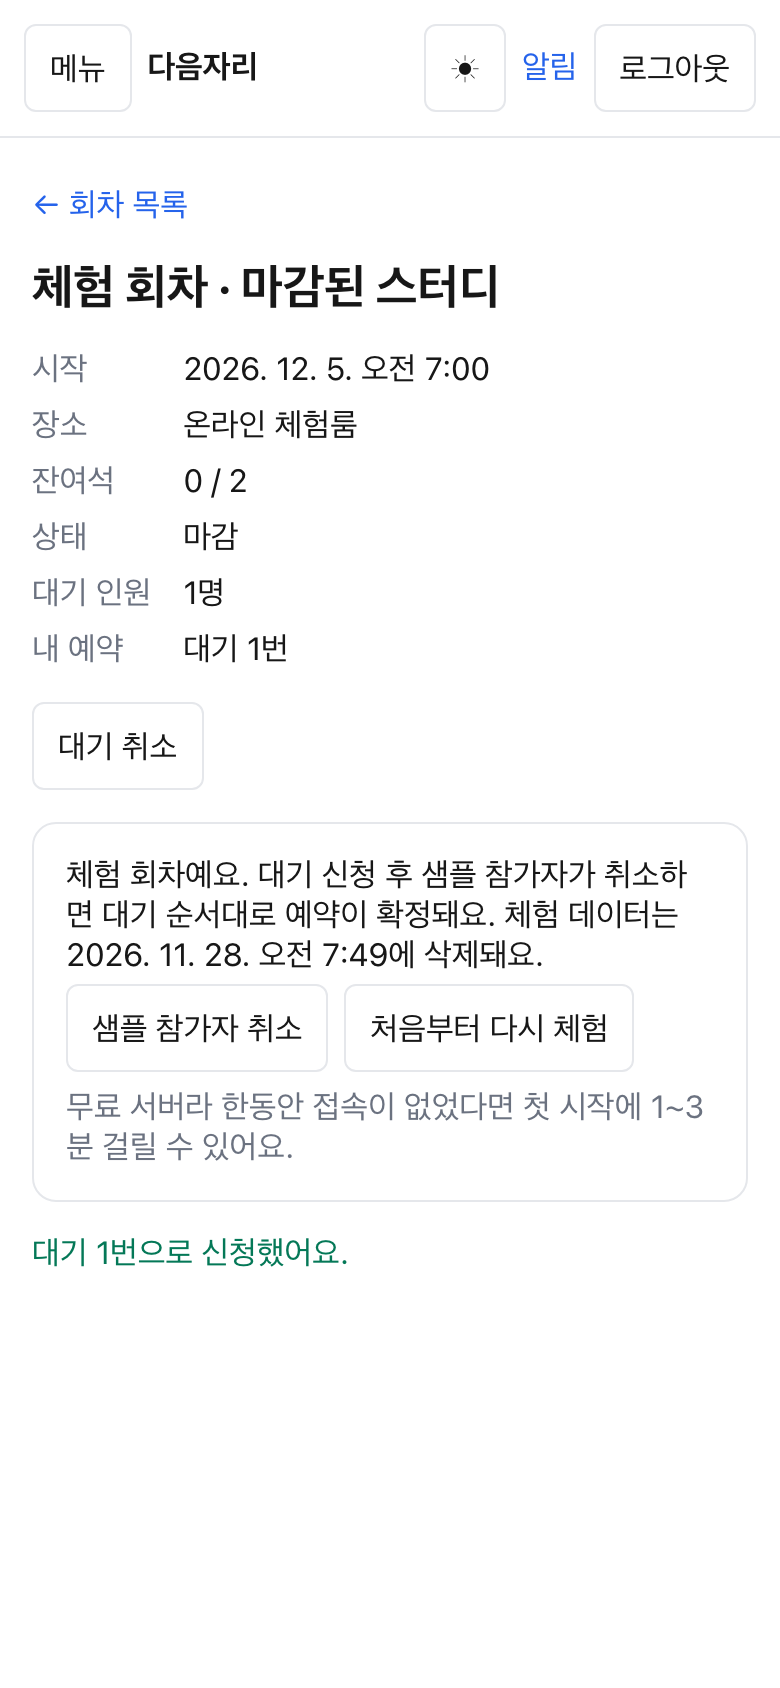 메뉴 다음자리 알림 로그아웃
← 회차 목록
체험 회차 · 마감된 스터디
시작 2026. 12. 5. 오전 7:00
장소 온라인 체험룸
잔여석 0 / 2
상태 마감
대기 인원 1명
내 예약 대기 1번
대기 취소
체험 회차예요. 대기 신청 후 샘플 참가자가 취소하
면 대기 순서대로 예약이 확정돼요. 체험 데이터는
2026. 11. 28. 오전 7:49에 삭제돼요.
샘플 참가자 취소 처음부터 다시 체험
무료 서버라 한동안 접속이 없었다면 첫 시작에 1~3
분 걸릴 수 있어요.
대기 1번으로 신청했어요.